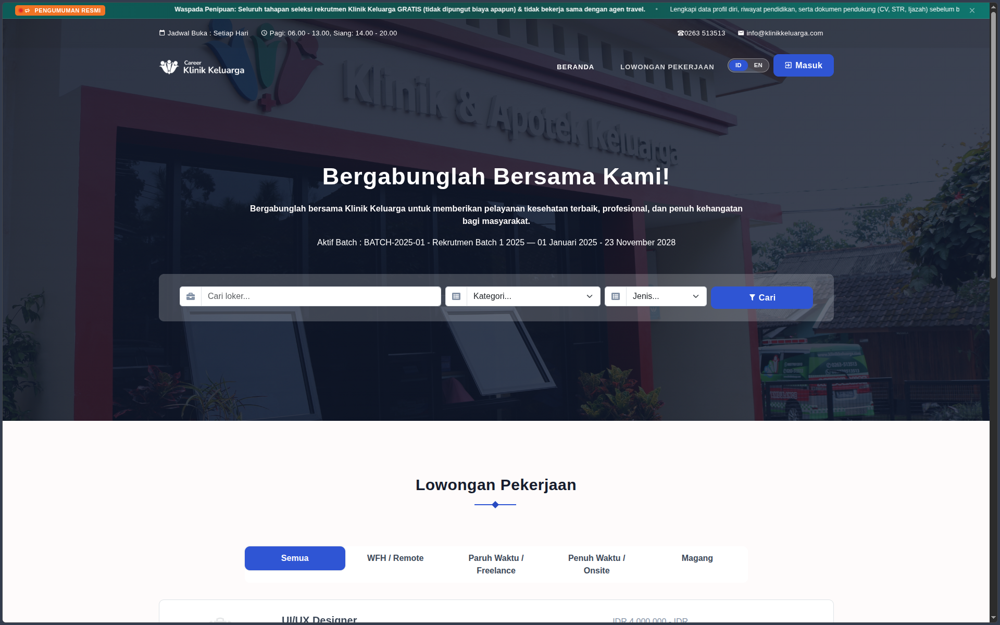 PENGUMUMAN RESMI
Waspada Penipuan: Seluruh tahapan seleksi rekrutmen Klinik Keluarga GRATIS (tidak dipungut biaya apapun) & tidak bekerja sama dengan agen travel. • Lengkapi data profil diri, riwayat pendidikan, serta dokumen pendukung (CV, STR, Ijazah) sebelum b
Jadwal Buka : Setiap Hari
Pagi: 06.00 - 13.00, Siang: 14.00 - 20.00
0263 513513
info@klinikkeluarga.com
Career
Klinik Keluarga
BERANDA
LOWONGAN PEKERJAAN
ID EN
Masuk
Klinik & Apotek Keluarga
Bergabunglah Bersama Kami!
Bergabunglah bersama Klinik Keluarga untuk memberikan pelayanan kesehatan terbaik, profesional, dan penuh kehangatan
bagi masyarakat.
Aktif Batch : BATCH-2025-01 - Rekrutmen Batch 1 2025 — 01 Januari 2025 - 23 November 2028
Cari loker...
Kategori...
Jenis...
Cari
0263-513513
AMBULANCE
Lowongan Pekerjaan
Semua
WFH / Remote
Paruh Waktu /
Freelance
Penuh Waktu /
Onsite
Magang
UI/UX Designer
IDR 4.000.000 - IDR